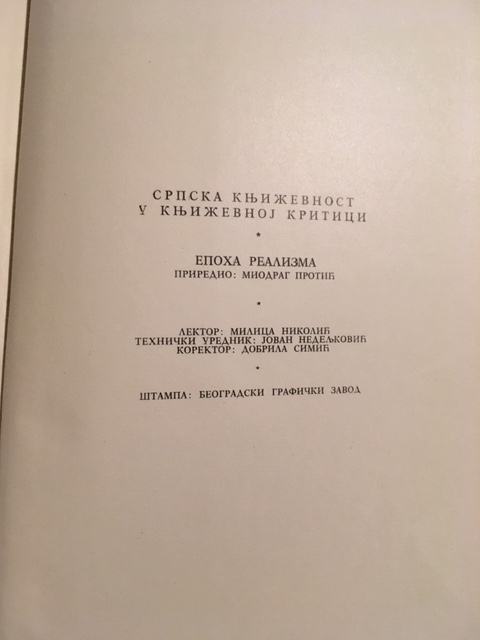 СРПСКА КЊИЖЕВНОСТ
У КЊИЖЕВНОЈ КРИТИЦИ
*
ЕПОХА РЕАЛИЗМА
ПРИРЕДИО: МИОДРАГ ПРОТИЋ
*
ЛЕКТОР: МИЛИЦА НИКОЛИЋ
ТЕХНИЧКИ УРЕДНИК: ЈОВАН НЕДЕЉКОВИЋ
КОРЕКТОР: ДОБРИЛА СИМИЋ
*
ШТАМПА: БЕОГРАДСКИ ГРАФИЧКИ ЗАВОД